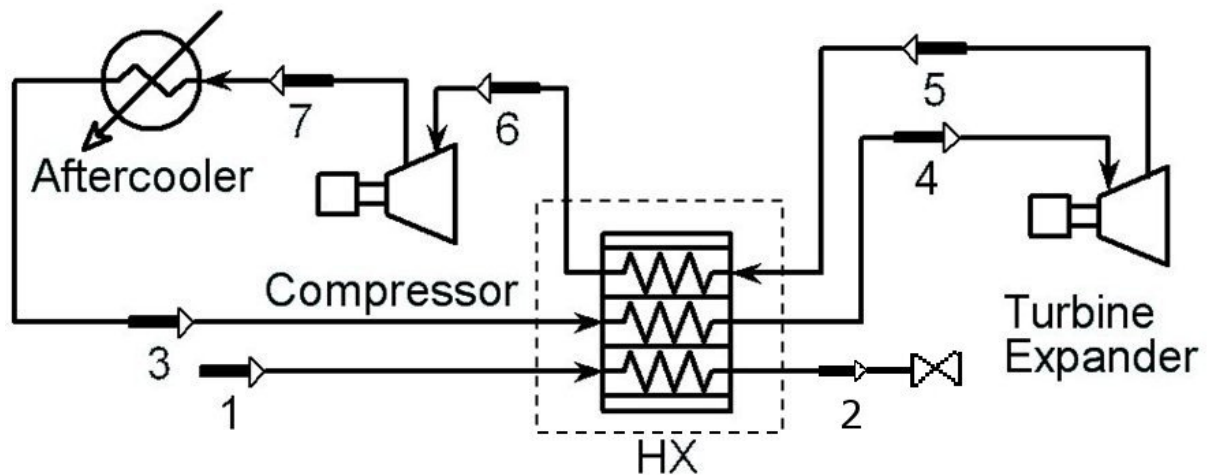 5
7
6
4
Aftercooler
Compressor
Turbine
Expander
3
1
2
HX